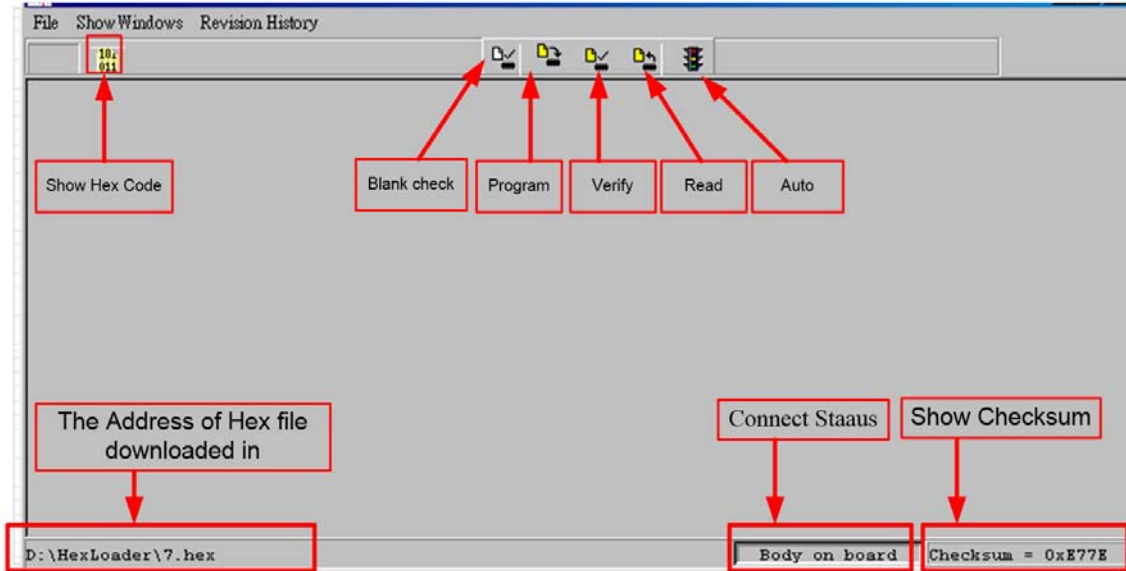 File Show Windows Revision History
101
011
Show Hex Code
Blank check
Program
Verify
Read
Auto
The Address of Hex file
downloaded in
Connect Staaus
Show Checksum
D:\HexLoader\7.hex
Body on board
Checksum = 0xE77E